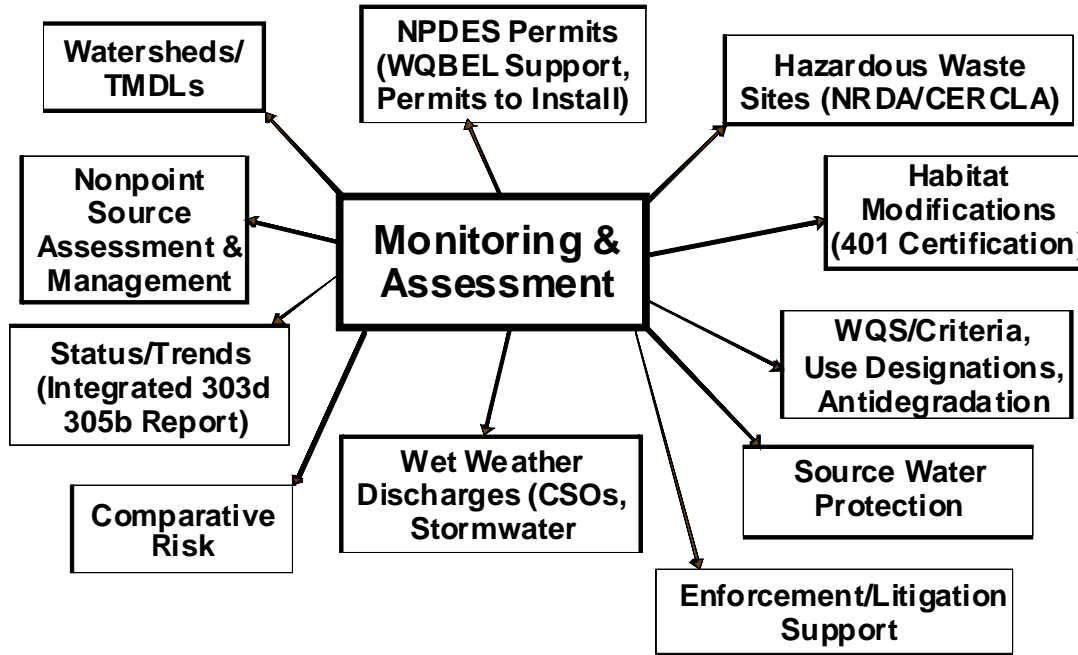 Watersheds/
TMDLs
NPDES Permits
(WQBEL Support,
Permits to Install)
Hazardous Waste
Sites (NRDA/CERCLA)
Nonpoint
Source
Assessment &
Management
Monitoring &
Assessment
Habitat
Modifications
(401 Certification)
Status/Trends
(Integrated 303d
305b Report)
WQS/Criteria,
Use Designations,
Antidegradation
Comparative
Risk
Wet Weather
Discharges (CSOs,
Stormwater
Source Water
Protection
Enforcement/Litigation
Support